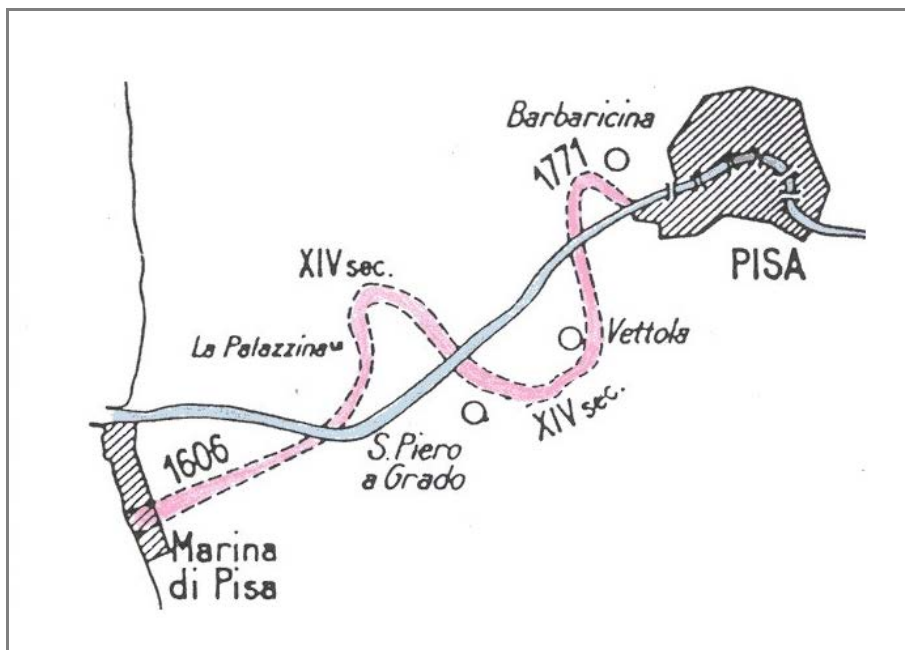 Barbaricina
1771
PISA
XIV sec.
La Palazzina
Vettola
XIV sec.
S. Piero
a Grado
1606
Marina
di Pisa